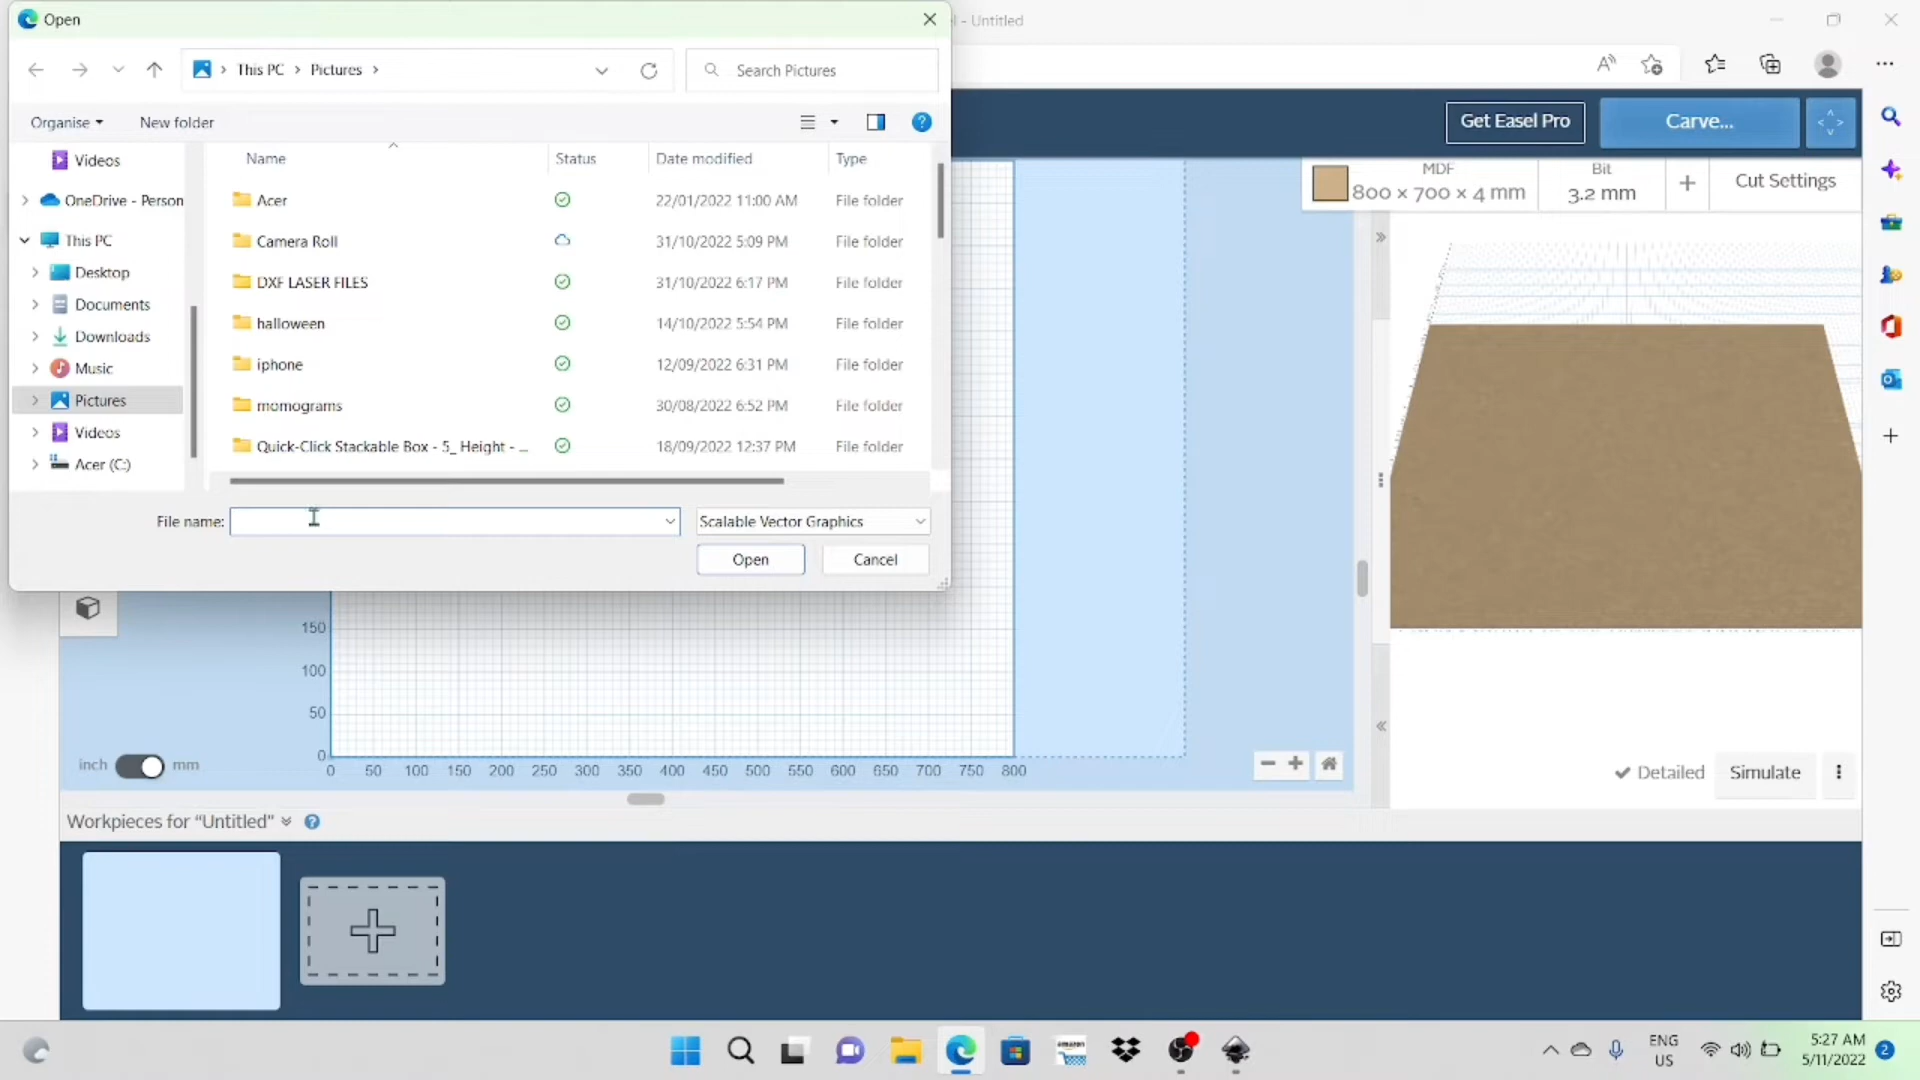 Open
- Untitled
This PC
Pictures
Search Pictures
Organise
New folder
Get Easel Pro
Carve...
Name
Status
Date modified
Type
Videos
OneDrive - Person
This PC
Desktop
Documents
Downloads
Music
Pictures
Videos
Acer (C:)
Acer
22/01/2022 11:00 AM
File folder
Camera Roll
31/10/2022 5:09 PM
File folder
DXF LASER FILES
31/10/2022 6:17 PM
File folder
halloween
14/10/2022 5:54 PM
File folder
iphone
12/09/2022 6:31 PM
File folder
momograms
30/08/2022 6:52 PM
File folder
Quick-Click Stackable Box - 5_ Height - ...
18/09/2022 12:37 PM
File folder
File name:
Scalable Vector Graphics
Open
Cancel
MDF
800 × 700 × 4 mm
Bit
3.2 mm
Cut Settings
150
100
50
0
0 50 100 150 200 250 300 350 400 450 500 550 600 650 700 750 800
inch
mm
Detailed
Simulate
Workpieces for “Untitled”
amazon
ENG
US
5:27 AM
5/11/2022
2